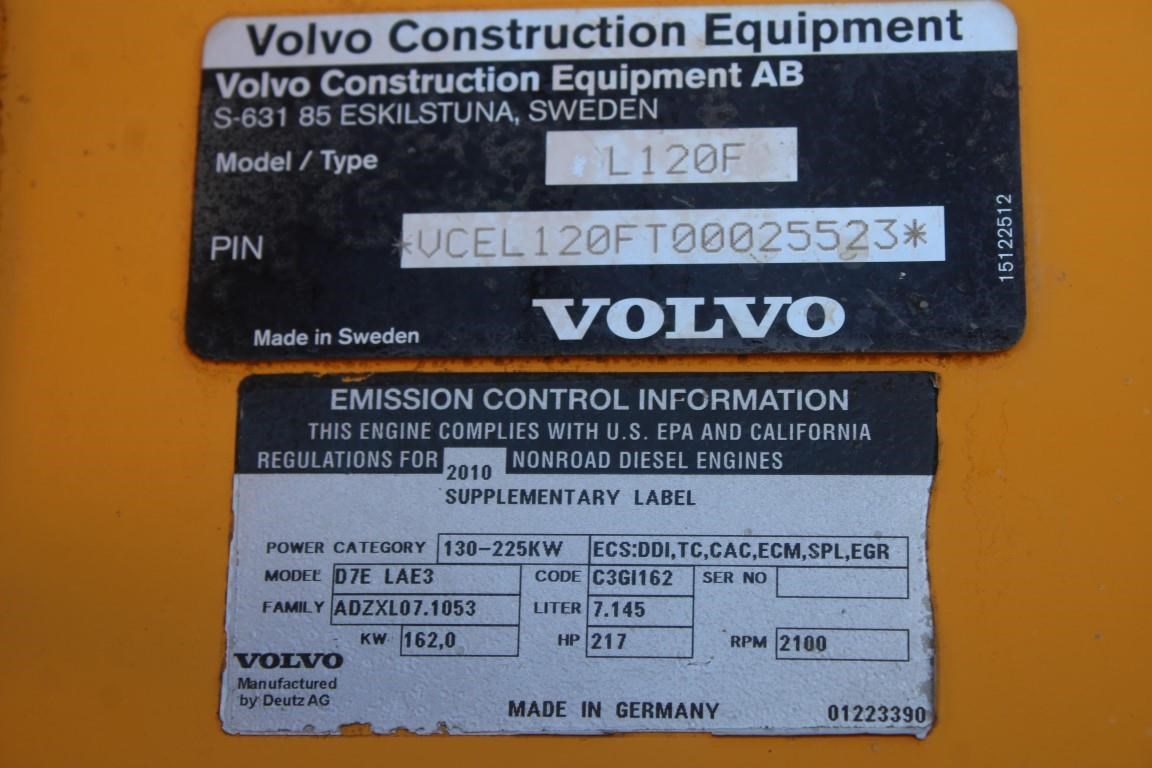 Volvo Construction Equipment
Volvo Construction Equipment AB
S-631 85 ESKILSTUNA, SWEDEN
Model / Type L120F
PIN *VCEL120FT00025523*
15122512
Made in Sweden VOLVO
EMISSION CONTROL INFORMATION
THIS ENGINE COMPLIES WITH U.S. EPA AND CALIFORNIA
REGULATIONS FOR 2010 NONROAD DIESEL ENGINES
SUPPLEMENTARY LABEL
POWER CATEGORY 130-225KW ECS:DDI,TC,CAC,ECM,SPL,EGR
MODEL D7E LAE3 CODE C3GI162 SER NO
FAMILY ADZXL07.1053 LITER 7.145
KW 162,0 HP 217 RPM 2100
VOLVO
Manufactured
by Deutz AG
MADE IN GERMANY 01223390